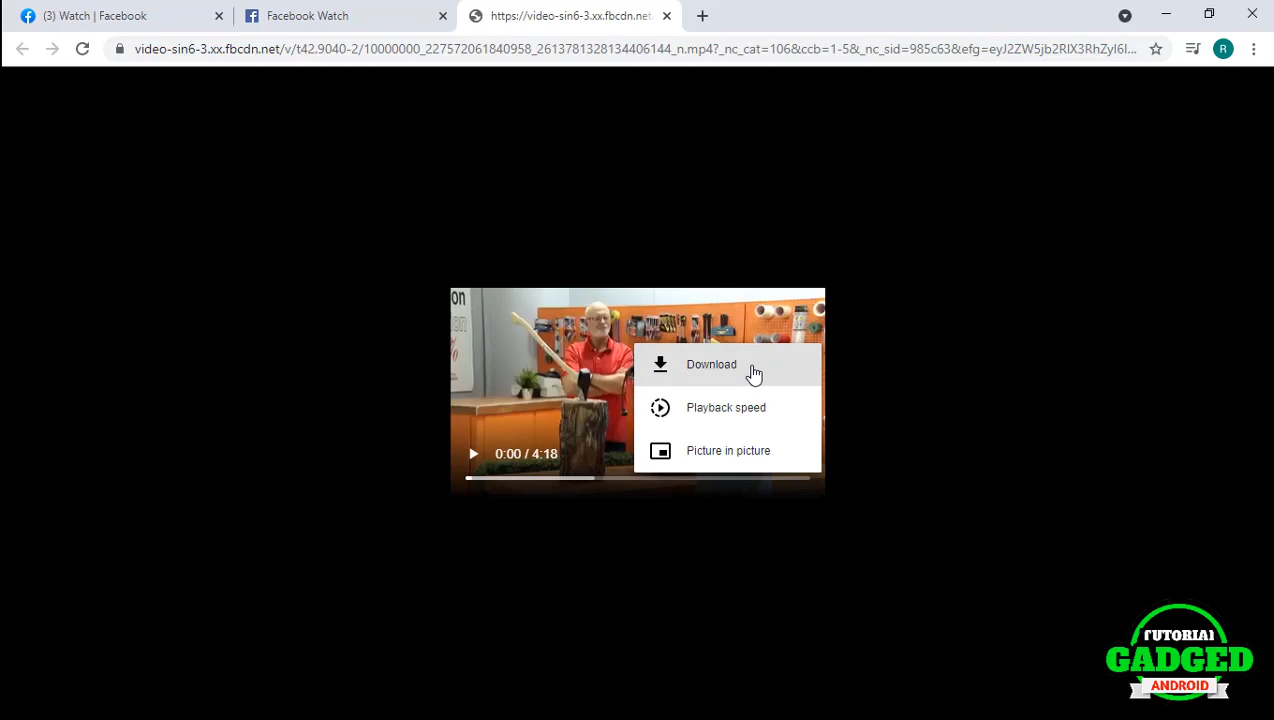 (3) Watch | Facebook
Facebook Watch
https://video-sin6-3.xx.fbcdn.net
video-sin6-3.xx.fbcdn.net/v/t42.9040-2/10000000_227572061840958_2613781328134406144_n.mp4?_nc_cat=106&ccb=1-5&_nc_sid=985c63&efg=eyJ2ZW5jb2RlX3RhZyI6I...
R
on
%
Download
Playback speed
Picture in picture
0:00 / 4:18
TUTORIAL
GADGED
ANDROID